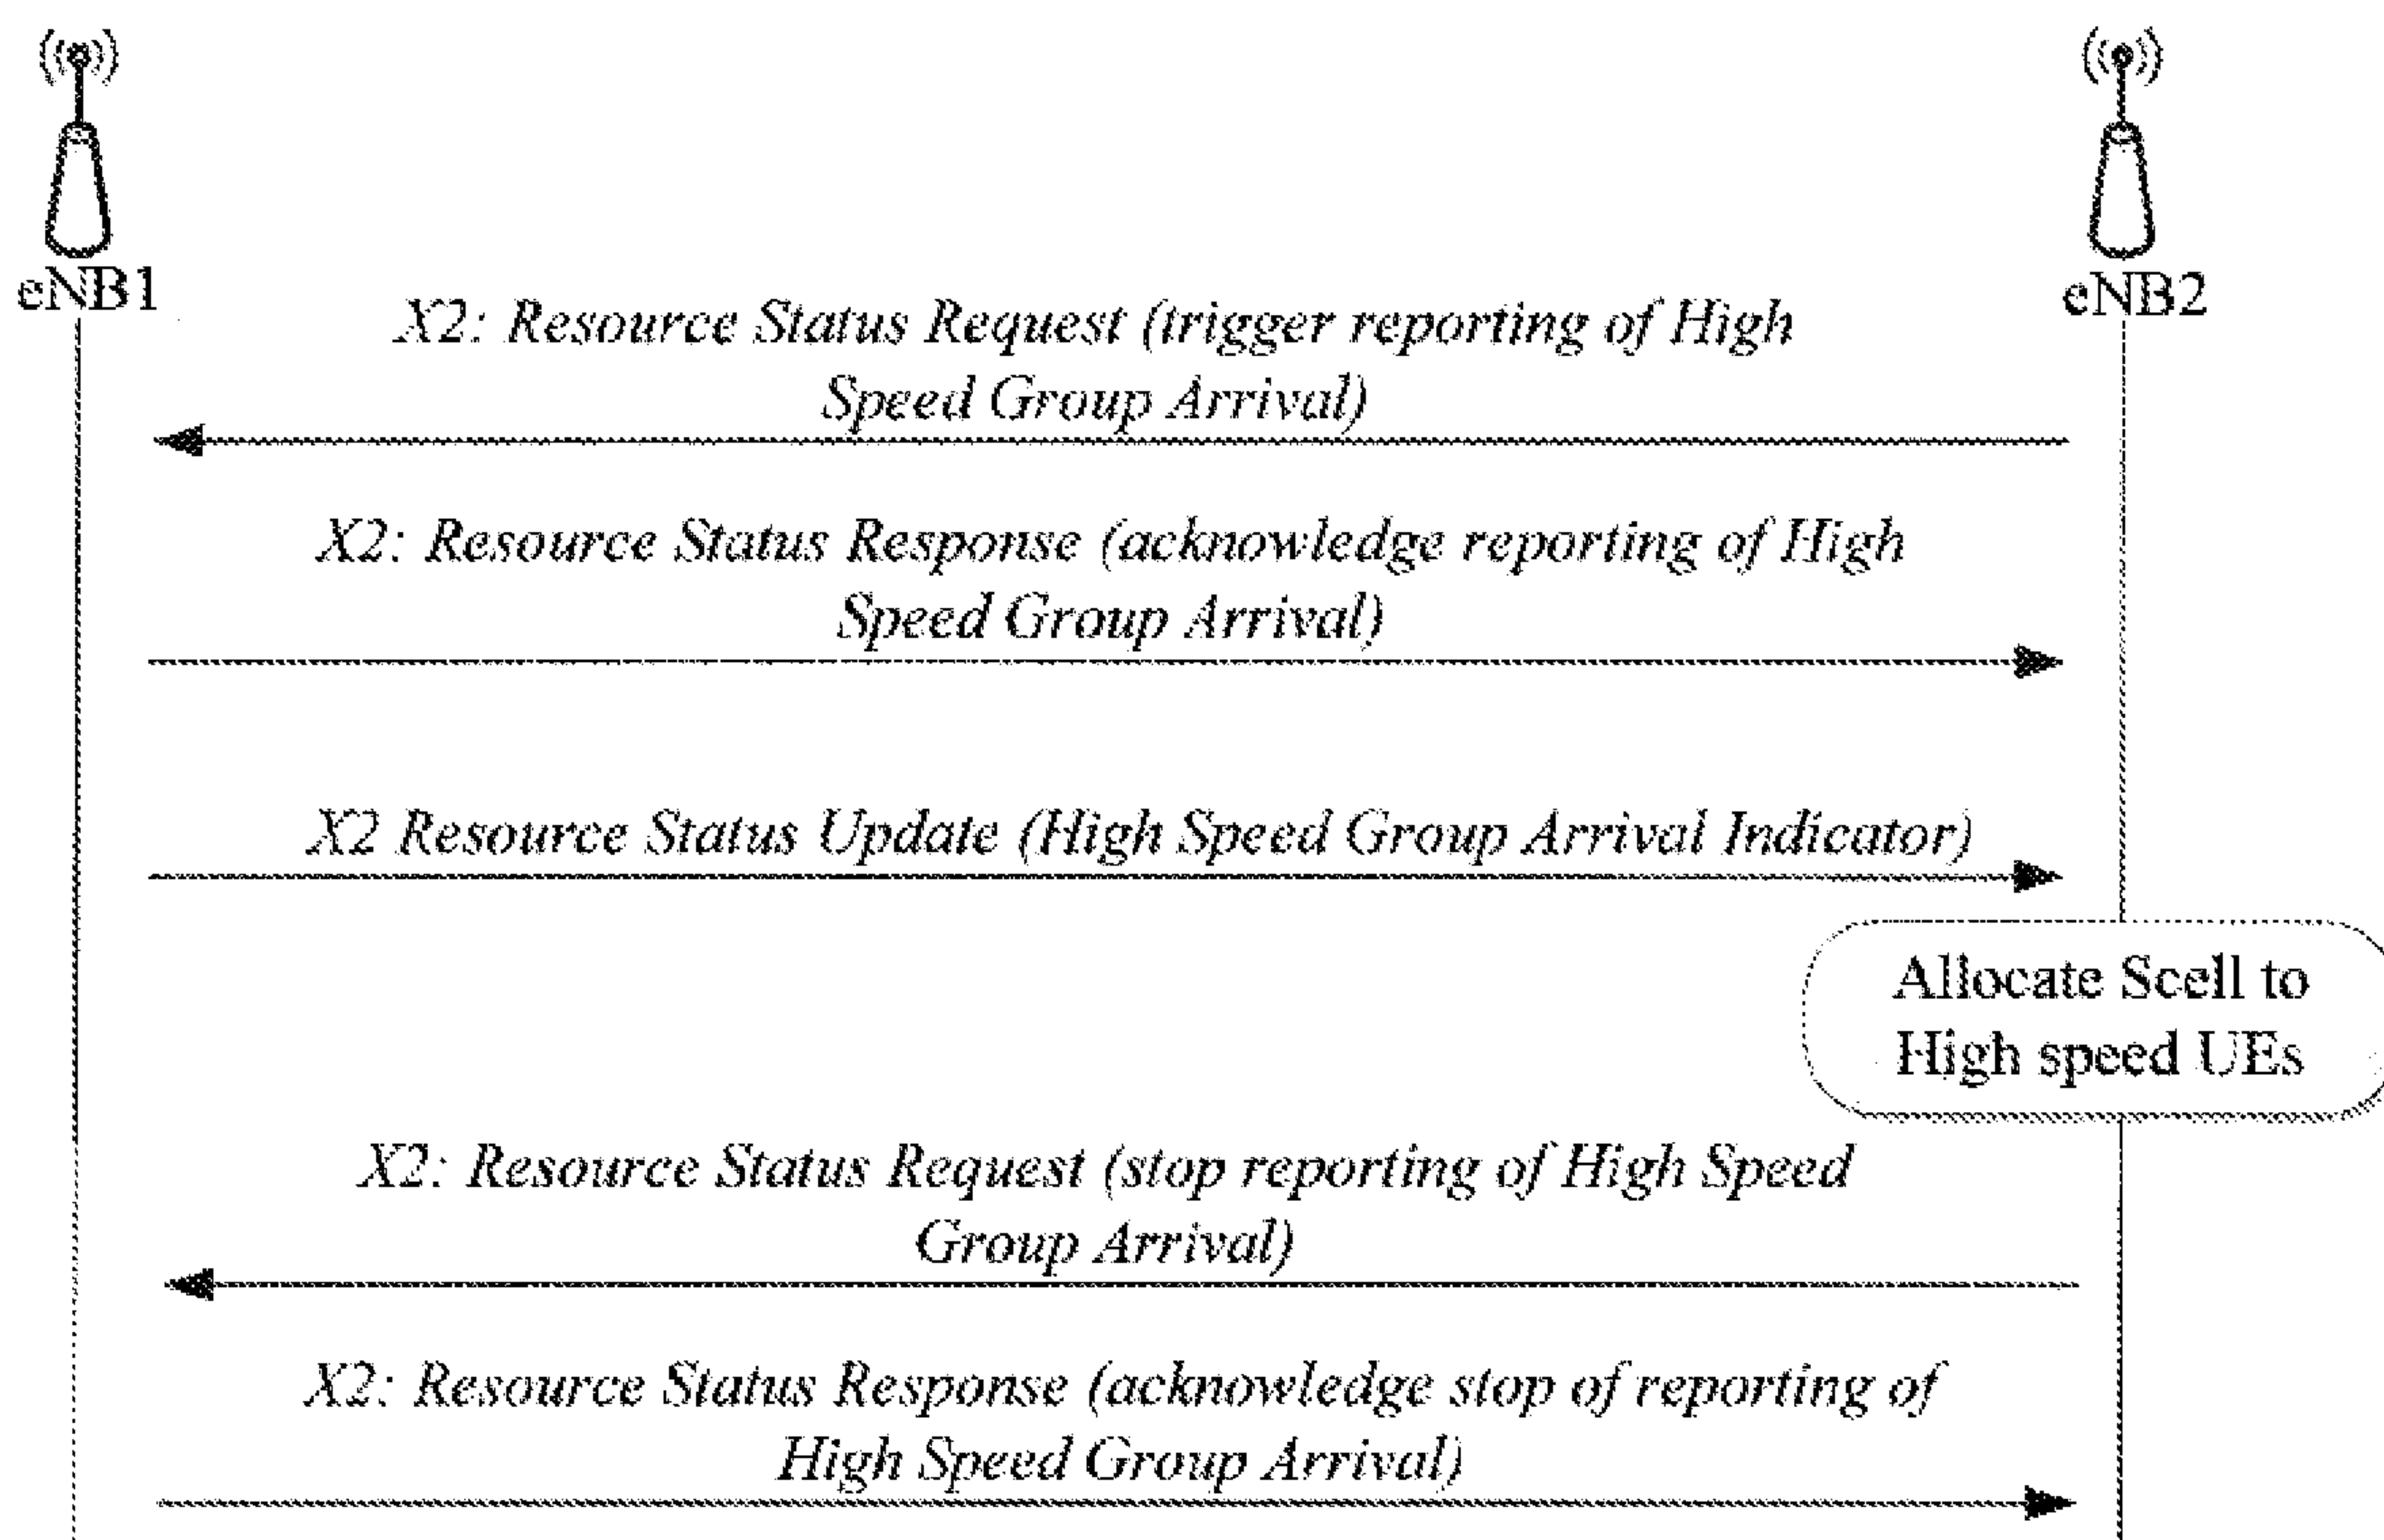 eNB1
eNB2
X2: Resource Status Request (trigger reporting of High
Speed Group Arrival)
X2: Resource Status Response (acknowledge reporting of High
Speed Group Arrival)
X2 Resource Status Update (High Speed Group Arrival Indicator)
Allocate Scell to
High speed UEs
X2: Resource Status Request (stop reporting of High Speed
Group Arrival)
X2: Resource Status Response (acknowledge stop of reporting of
High Speed Group Arrival)